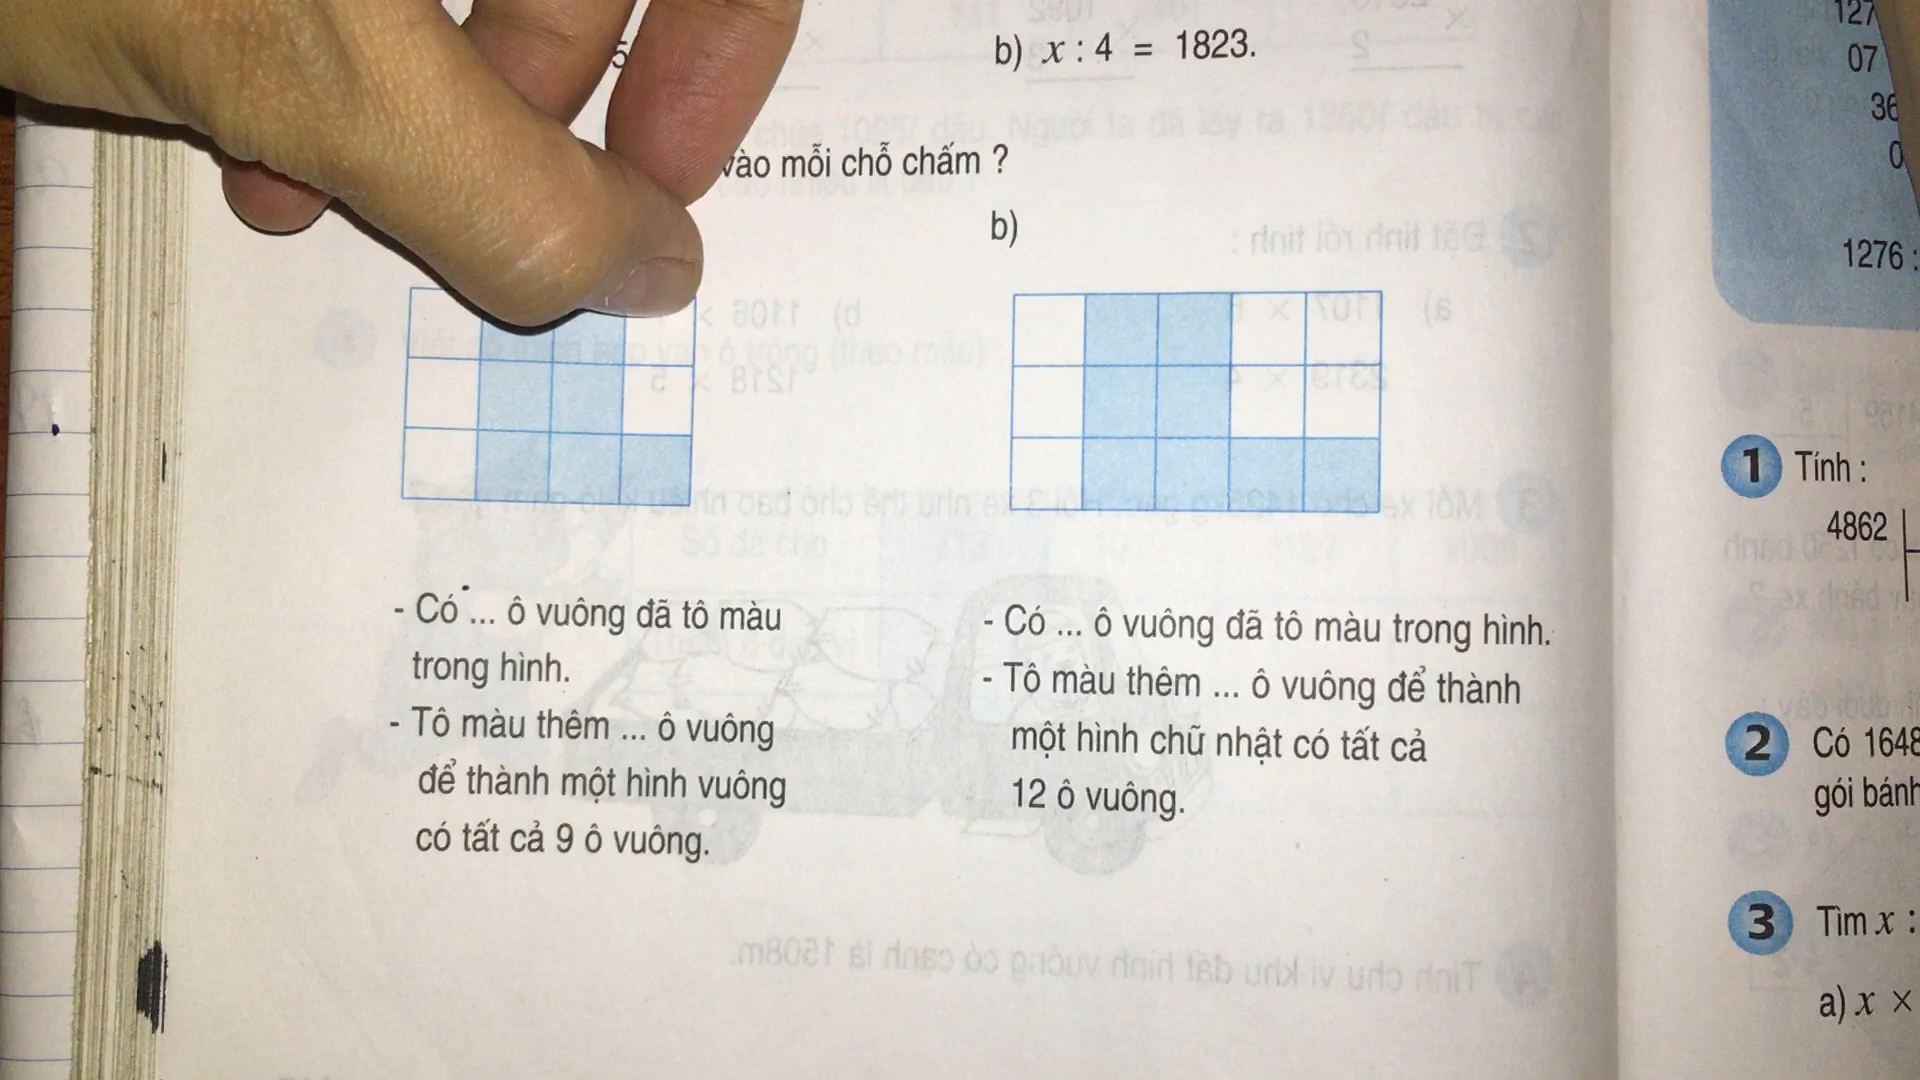 5
b) x : 4 = 1823.
vào mỗi chỗ chấm ?
b)
- Có ... ô vuông đã tô màu
trong hình.
- Tô màu thêm ... ô vuông
để thành một hình vuông
có tất cả 9 ô vuông.
- Có ... ô vuông đã tô màu trong hình.
- Tô màu thêm ... ô vuông để thành
một hình chữ nhật có tất cả
12 ô vuông.
127
07
36
0
1276 :
1 Tính :
4862
2 Có 1648
gói bánh
3 Tìm x :
a) x ×